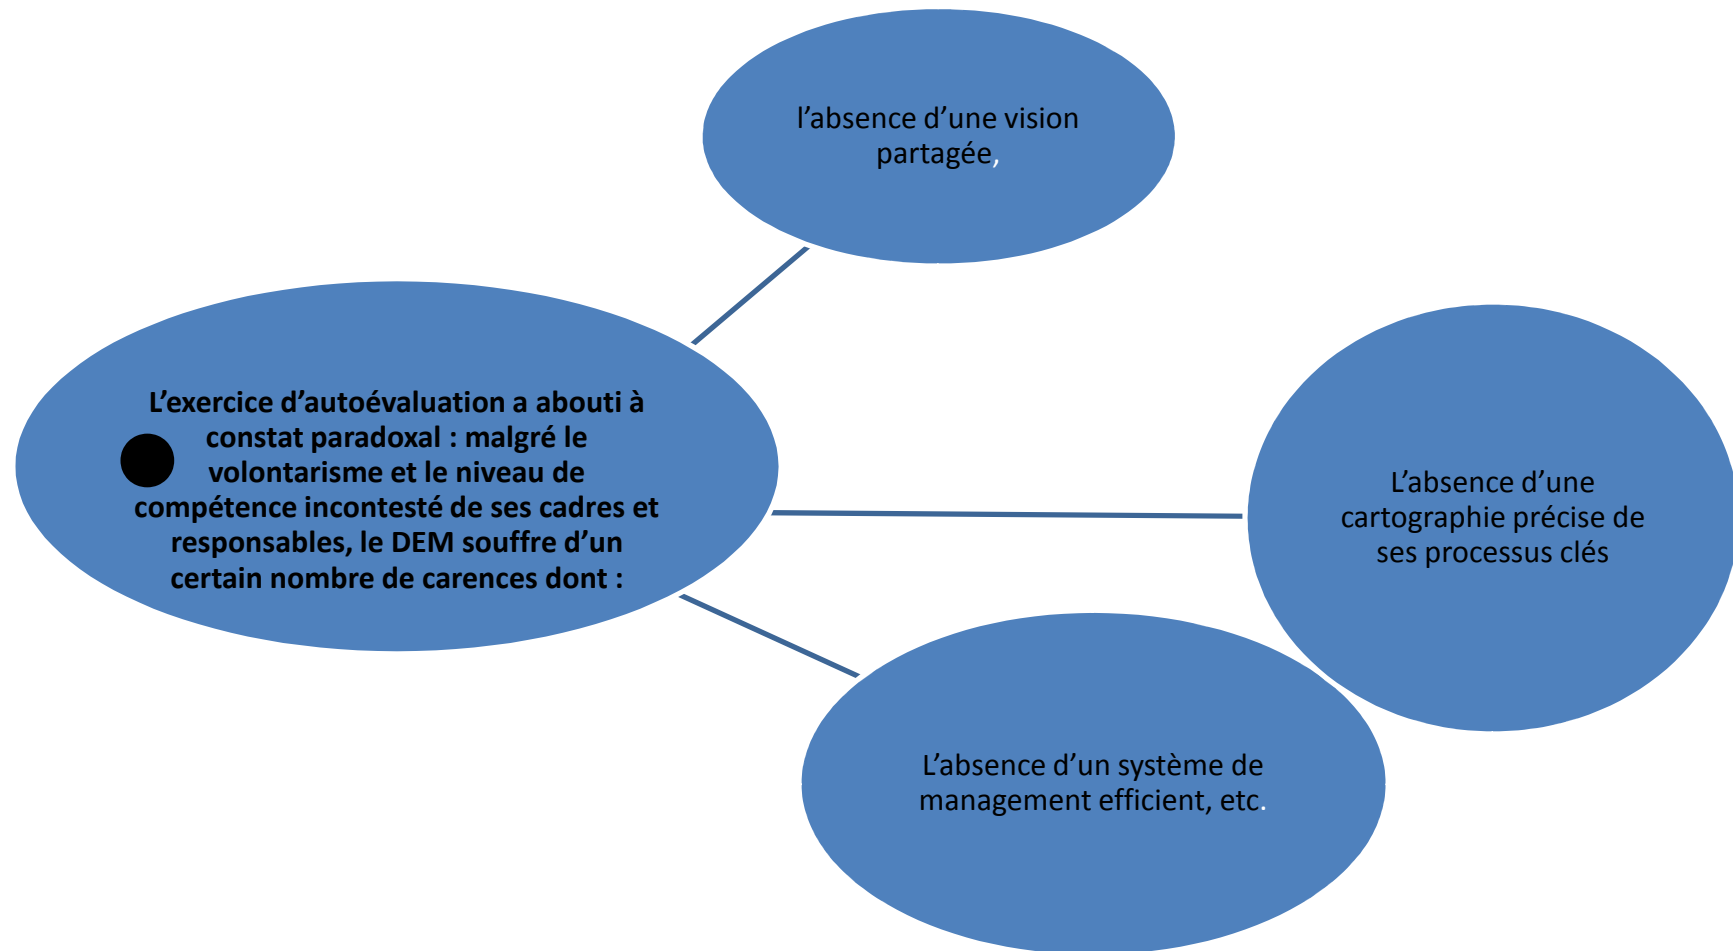 l’absence d’une vision
partagée,
L’exercice d’autoévaluation a abouti à
constat paradoxal : malgré le
volontarisme et le niveau de
compétence incontesté de ses cadres et
responsables, le DEM souffre d’un
certain nombre de carences dont :
L’absence d’une
cartographie précise de
ses processus clés
L’absence d’un système de
management efficient, etc.